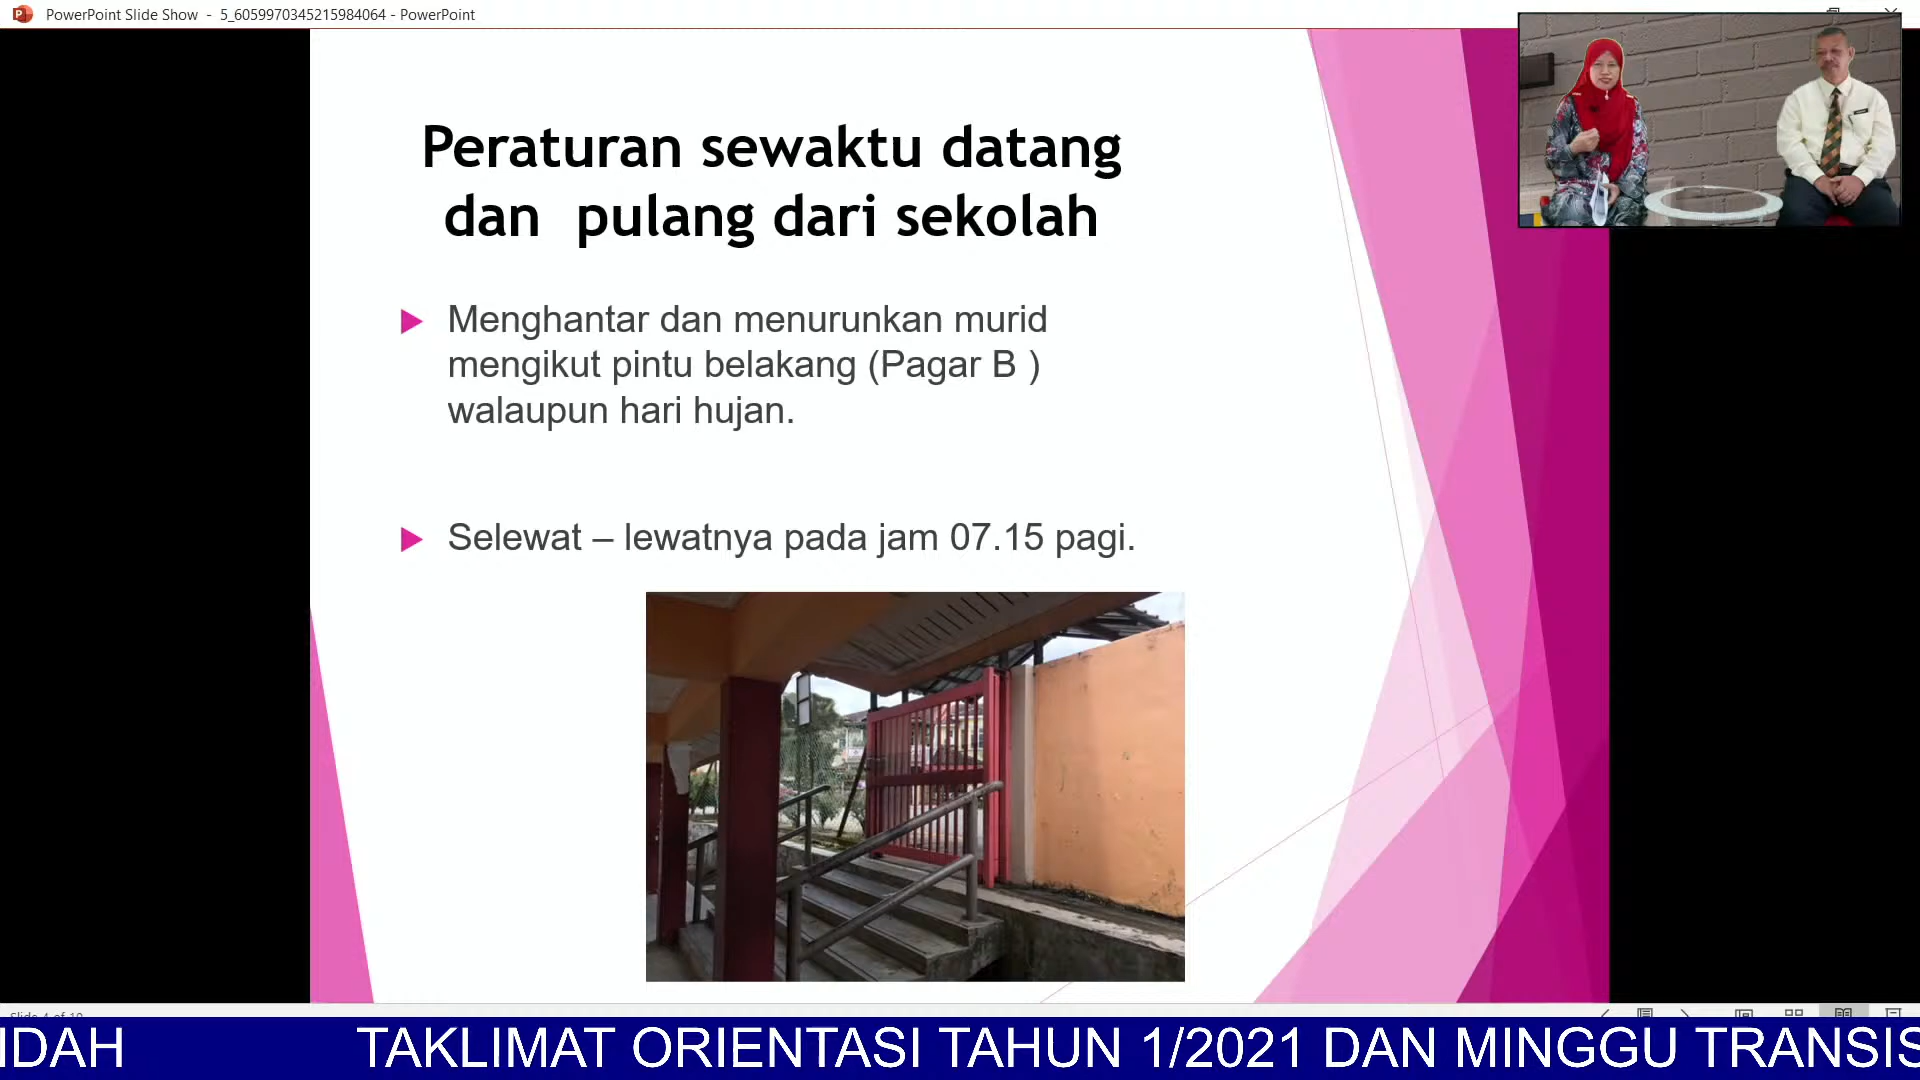 PowerPoint Slide Show - 5_6059970345215984064 - PowerPoint
Peraturan sewaktu datang
dan pulang dari sekolah
Menghantar dan menurunkan murid
mengikut pintu belakang (Pagar B )
walaupun hari hujan.
Selewat – lewatnya pada jam 07.15 pagi.
IDAH TAKLIMAT ORIENTASI TAHUN 1/2021 DAN MINGGU TRANSIS